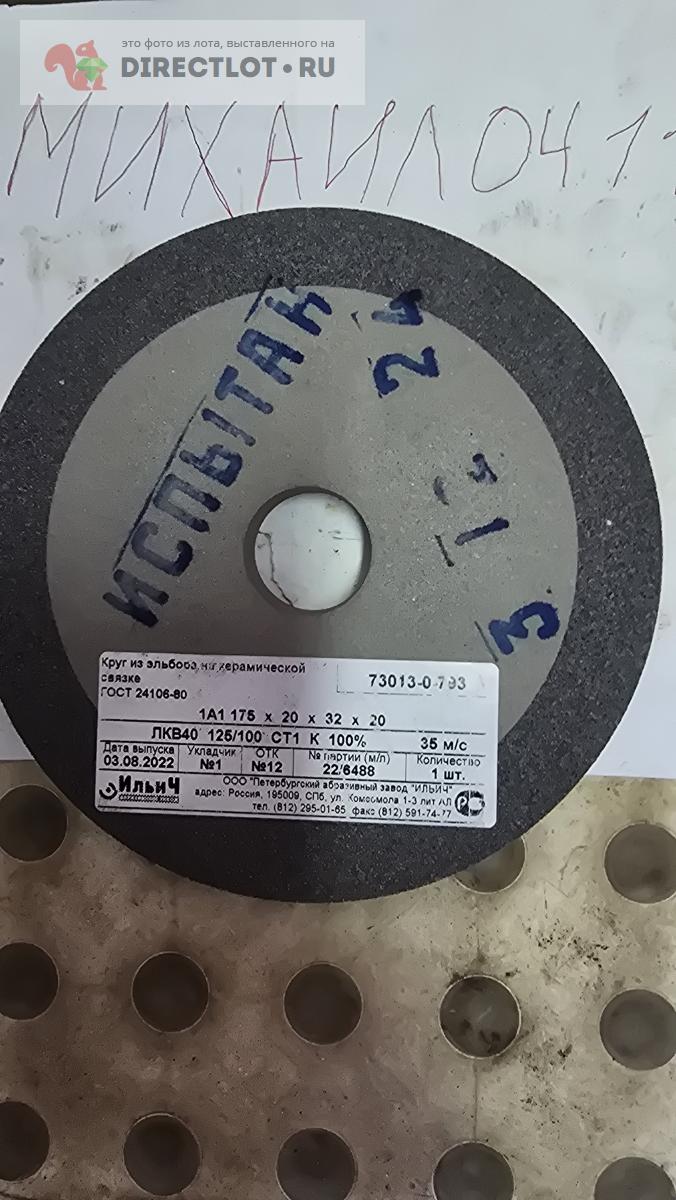 это фото из лота, выставленного на
DIRECTLOT.RU
МИХАИЛ041
ИСПЫТАН
2
3
Круг из эльбора на керамической
связке
ГОСТ 24106-80
73013-0 793
1А1 175 х 20 х 32 х 20
ЛКВ40 125/100 СТ1 К 100% 35 м/с
Дата выпуска Укладчик ОТК № партии (м/л) Количество
03.08.2022 №1 №12 22/6488 1 шт.
ИльиЧ
ООО "Петербургский абразивный завод "ИЛЬИЧ"
адрес: Россия, 195009, СПб, ул. Комсомола 1-3 лит АЛ
тел. (812) 295-01-65 факс (812) 591-74-77